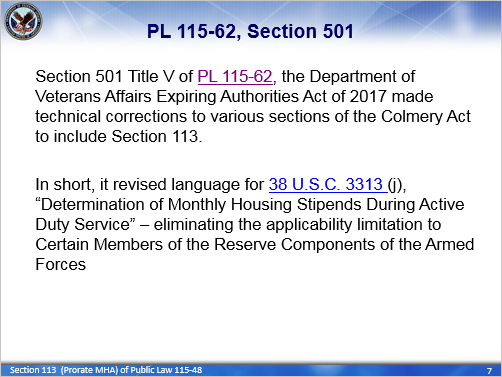 PL 115-62, Section 501
Section 501 Title V of PL 115-62, the Department of
Veterans Affairs Expiring Authorities Act of 2017 made
technical corrections to various sections of the Colmery Act
to include Section 113.
In short, it revised language for 38 U.S.C. 3313 (j),
“Determination of Monthly Housing Stipends During Active
Duty Service” – eliminating the applicability limitation to
Certain Members of the Reserve Components of the Armed
Forces
Section 113 (Prorate MHA) of Public Law 115-48
7